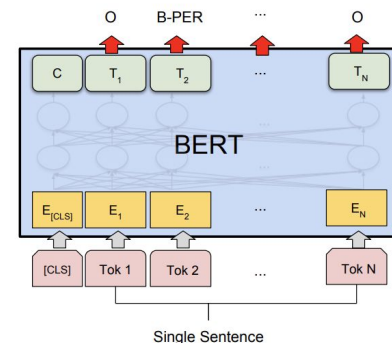 O B-PER ... O
C T1 T2 ... TN
...
BERT
...
E[CLS] E1 E2 ... EN
[CLS] Tok 1 Tok 2 ... Tok N
Single Sentence